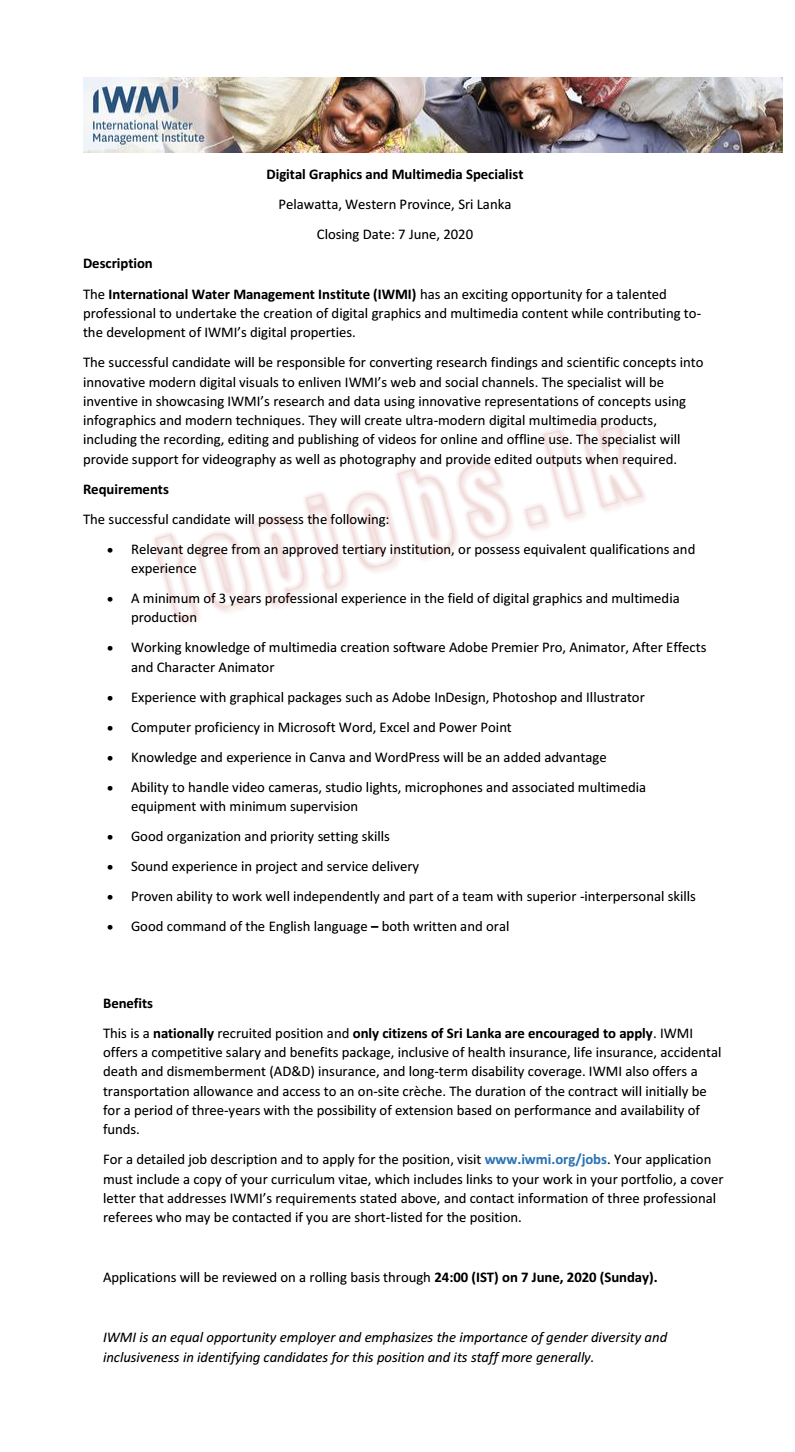 IWMI
International Water
Management Institute
Digital Graphics and Multimedia Specialist
Pelawatta, Western Province, Sri Lanka
Closing Date: 7 June, 2020
Description
The International Water Management Institute (IWMI) has an exciting opportunity for a talented
professional to undertake the creation of digital graphics and multimedia content while contributing to-
the development of IWMI's digital properties.
The successful candidate will be responsible for converting research findings and scientific concepts into
innovative modern digital visuals to enliven IWMI's web and social channels. The specialist will be
inventive in showcasing IWMI's research and data using innovative representations of concepts using
infographics and modern techniques. They will create ultra-modern digital multimedia products,
including the recording, editing and publishing of videos for online and offline use. The specialist will
provide support for videography as well as photography and provide edited outputs when required.
Requirements
The successful candidate will possess the following:
• Relevant degree from an approved tertiary institution, or possess equivalent qualifications and
experience
• A minimum of 3 years professional experience in the field of digital graphics and multimedia
production
• Working knowledge of multimedia creation software Adobe Premier Pro, Animator, After Effects
and Character Animator
• Experience with graphical packages such as Adobe InDesign, Photoshop and Illustrator
• Computer proficiency in Microsoft Word, Excel and Power Point
• Knowledge and experience in Canva and WordPress will be an added advantage
• Ability to handle video cameras, studio lights, microphones and associated multimedia
equipment with minimum supervision
• Good organization and priority setting skills
• Sound experience in project and service delivery
• Proven ability to work well independently and part of a team with superior -interpersonal skills
• Good command of the English language – both written and oral
topjobs.lk
Benefits
This is a nationally recruited position and only citizens of Sri Lanka are encouraged to apply. IWMI
offers a competitive salary and benefits package, inclusive of health insurance, life insurance, accidental
death and dismemberment (AD&D) insurance, and long-term disability coverage. IWMI also offers a
transportation allowance and access to an on-site crèche. The duration of the contract will initially be
for a period of three-years with the possibility of extension based on performance and availability of
funds.
For a detailed job description and to apply for the position, visit www.iwmi.org/jobs. Your application
must include a copy of your curriculum vitae, which includes links to your work in your portfolio, a cover
letter that addresses IWMI's requirements stated above, and contact information of three professional
referees who may be contacted if you are short-listed for the position.
Applications will be reviewed on a rolling basis through 24:00 (IST) on 7 June, 2020 (Sunday).
IWMI is an equal opportunity employer and emphasizes the importance of gender diversity and
inclusiveness in identifying candidates for this position and its staff more generally.